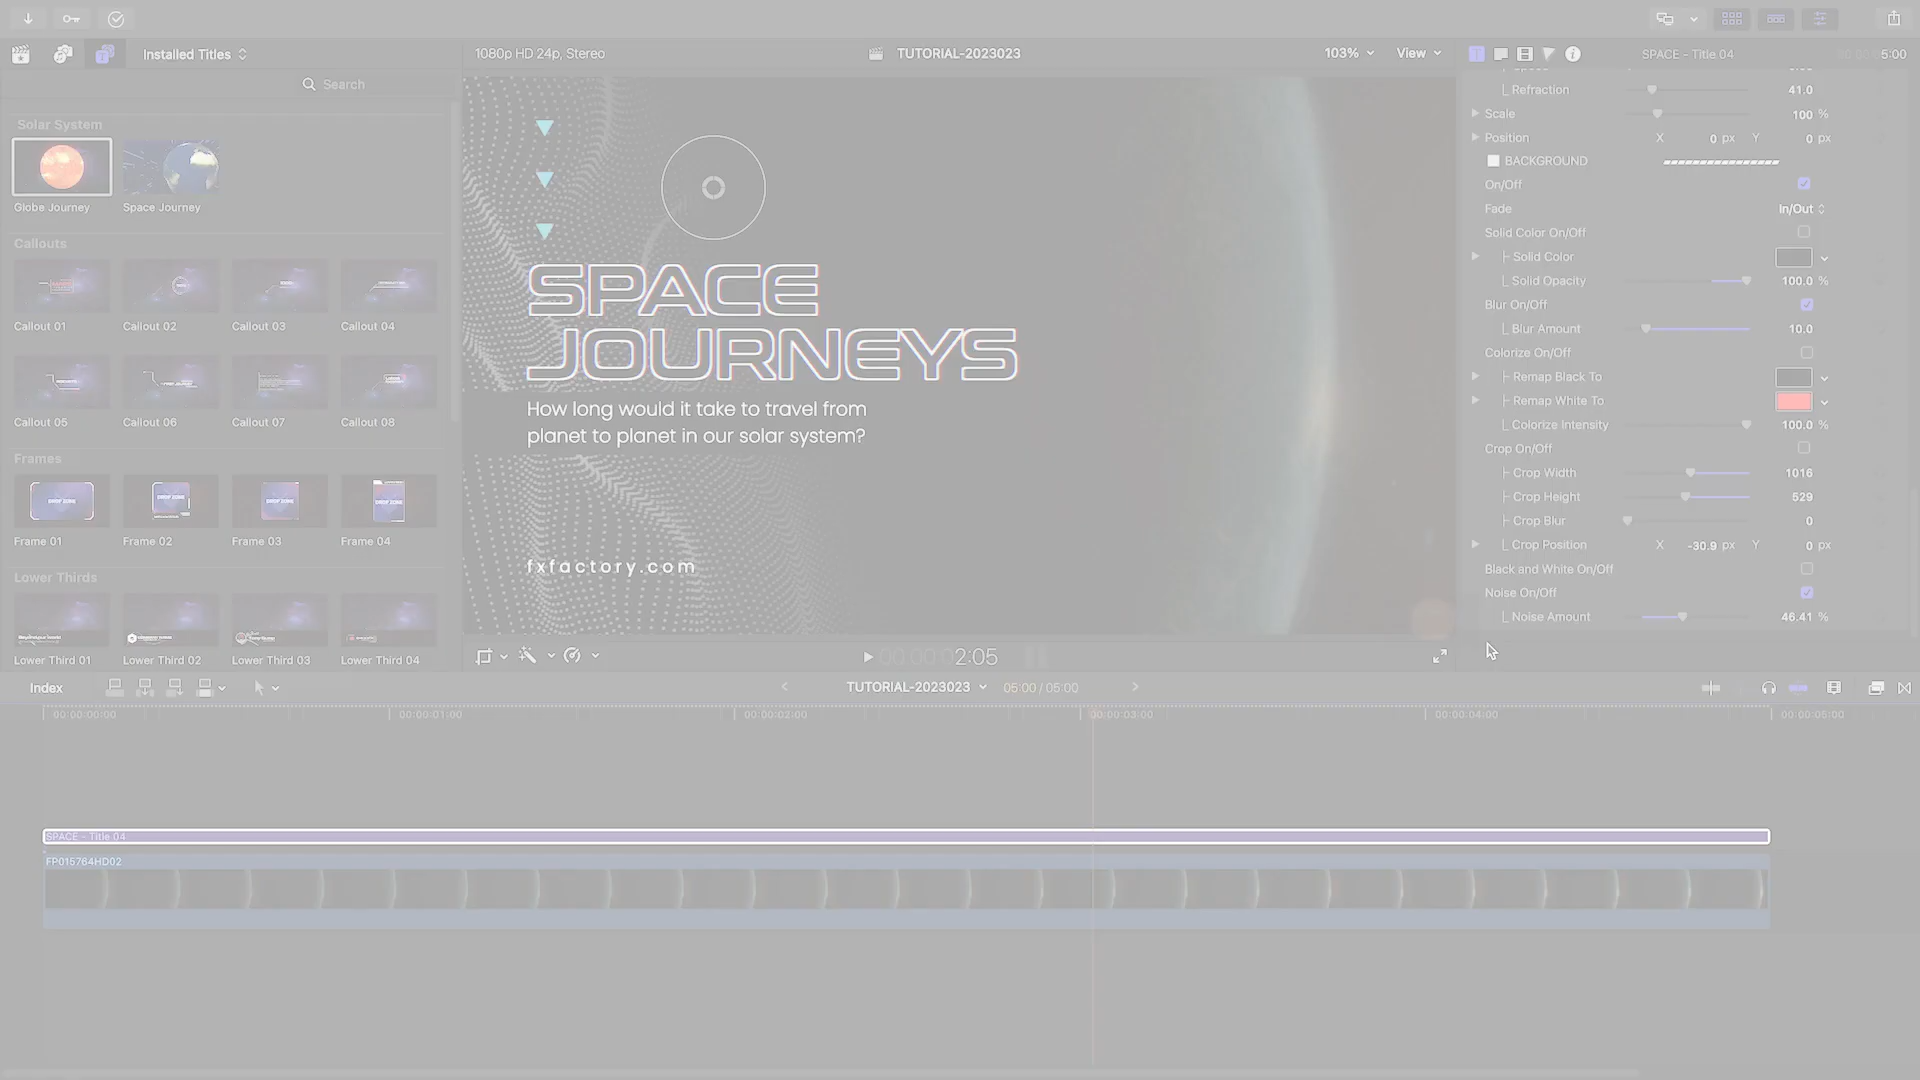 Installed Titles
1080p HD 24p, Stereo
TUTORIAL-2023023
103%
View
SPACE - Title 04
5:00
Search
Solar System
Globe Journey
Space Journey
Callouts
Callout 01
Callout 02
Callout 03
Callout 04
Callout 05
Callout 06
Callout 07
Callout 08
Frames
Frame 01
Frame 02
Frame 03
Frame 04
Lower Thirds
Lower Third 01
Lower Third 02
Lower Third 03
Lower Third 04
SPACE
JOURNEYS
How long would it take to travel from
planet to planet in our solar system?
fxfactory.com
Refraction 41.0
Scale 100 %
Position X 0 px Y 0 px
BACKGROUND
On/Off
Fade In/Out
Solid Color On/Off
Solid Color
Solid Opacity 100.0 %
Blur On/Off
Blur Amount 10.0
Colorize On/Off
Remap Black To
Remap White To
Colorize Intensity 100.0 %
Crop On/Off
Crop Width 1016
Crop Height 529
Crop Blur 0
Crop Position X -30.9 px Y 0 px
Black and White On/Off
Noise On/Off
Noise Amount 46.41 %
00:00:00:02:05
Index
TUTORIAL-2023023
05:00 / 05:00
00:00:00:00
00:00:01:00
00:00:02:00
00:00:03:00
00:00:04:00
00:00:05:00
SPACE - Title 04
FP015764HD02